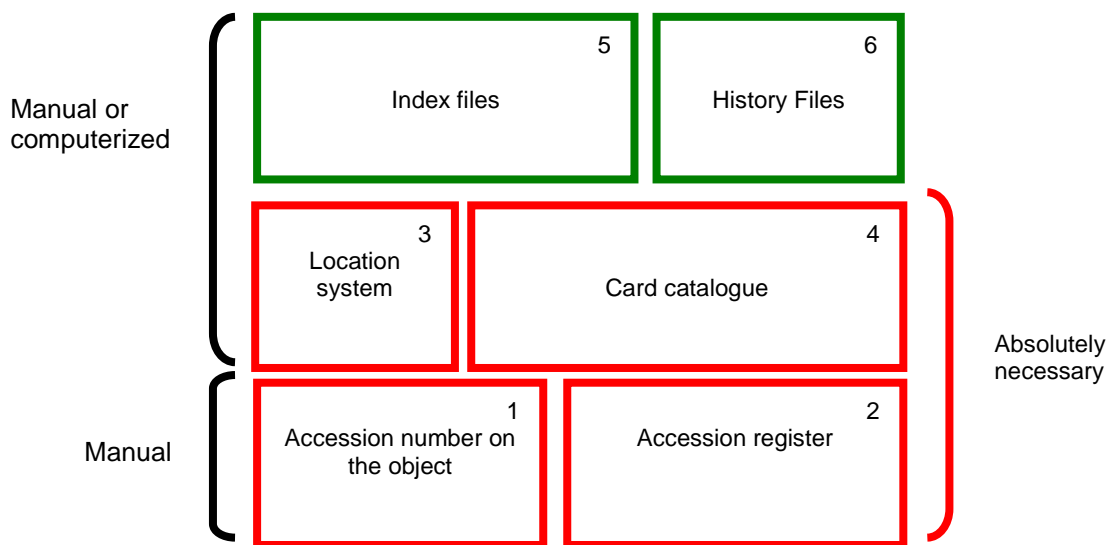 5
6
Index files
History Files
Manual or
computerized
3
4
Location
system
Card catalogue
Absolutely
necessary
1
2
Accession number on
the object
Accession register
Manual